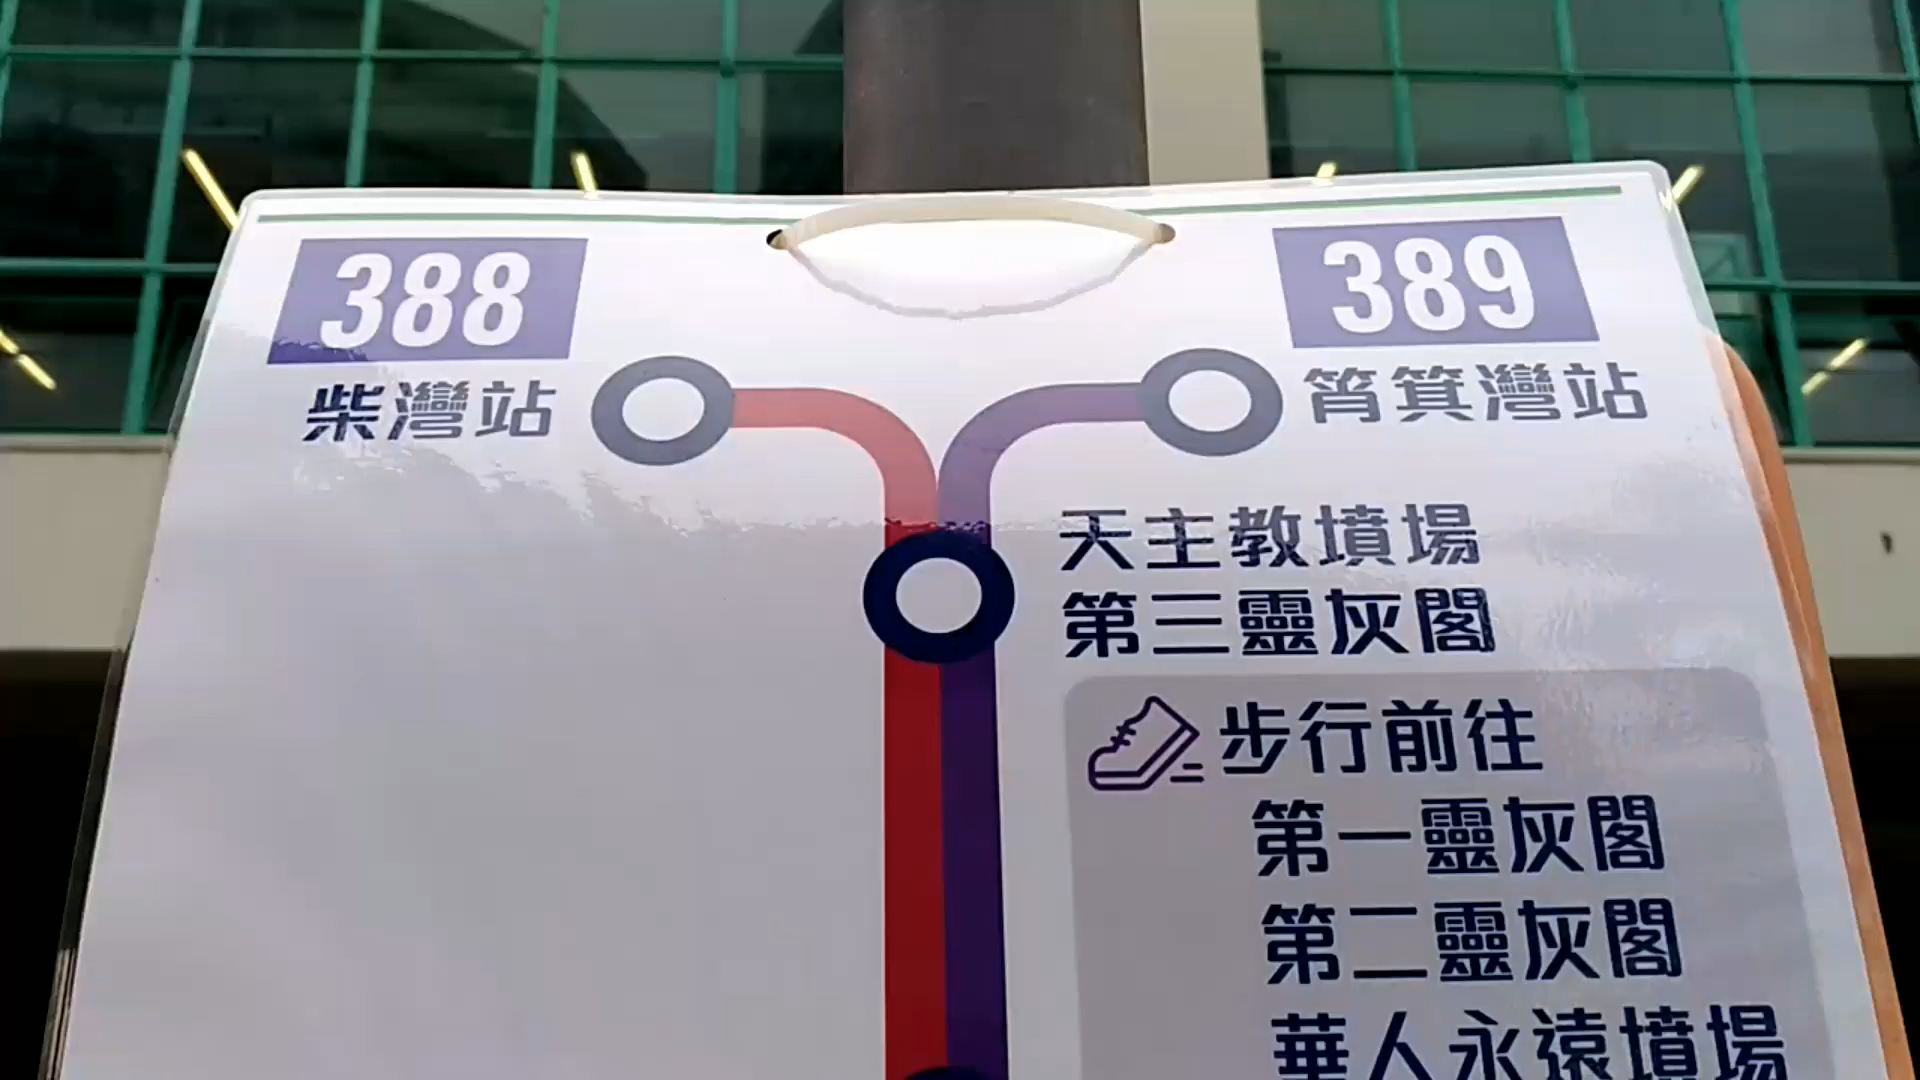 388
389
柴灣站
筲箕灣站
天主教墳場
第三靈灰閣
步行前往
第一靈灰閣
第二靈灰閣
華人永遠墳場